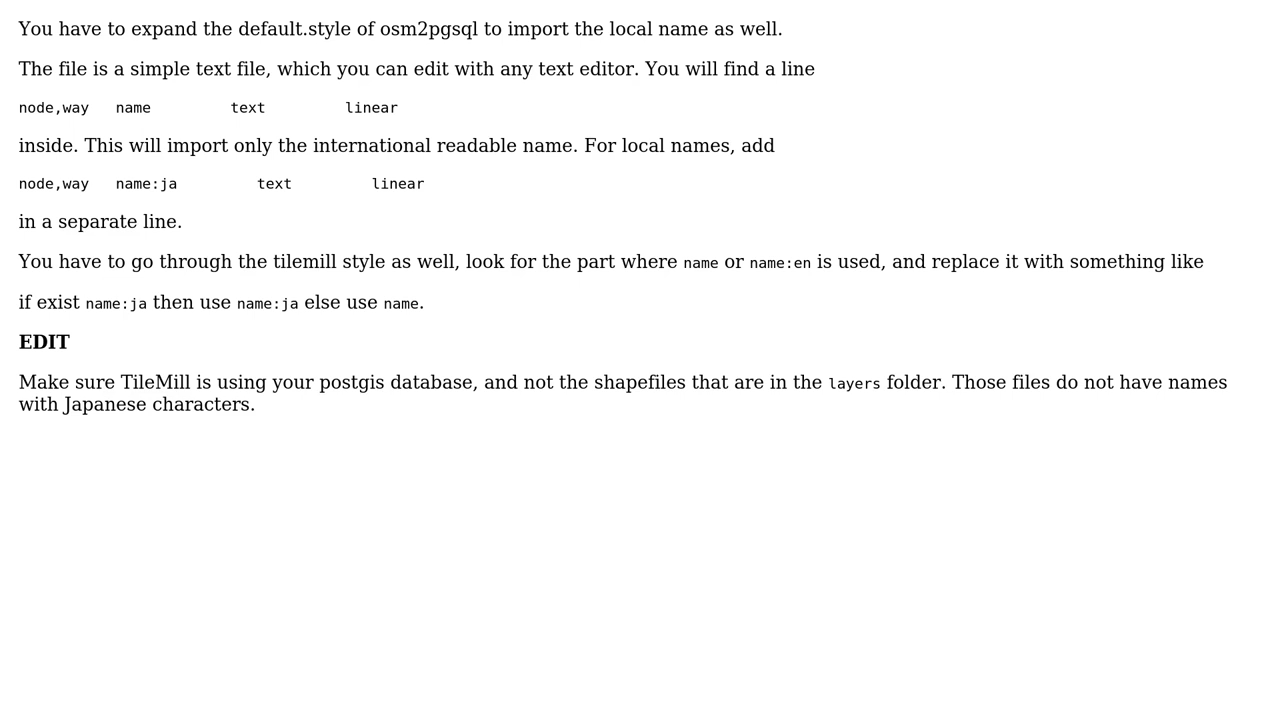 You have to expand the default.style of osm2pgsql to import the local name as well.
The file is a simple text file, which you can edit with any text editor. You will find a line
node,way   name         text         linear
inside. This will import only the international readable name. For local names, add
node,way   name:ja         text         linear
in a separate line.
You have to go through the tilemill style as well, look for the part where name or name:en is used, and replace it with something like
if exist name:ja then use name:ja else use name.
EDIT
Make sure TileMill is using your postgis database, and not the shapefiles that are in the layers folder. Those files do not have names
with Japanese characters.